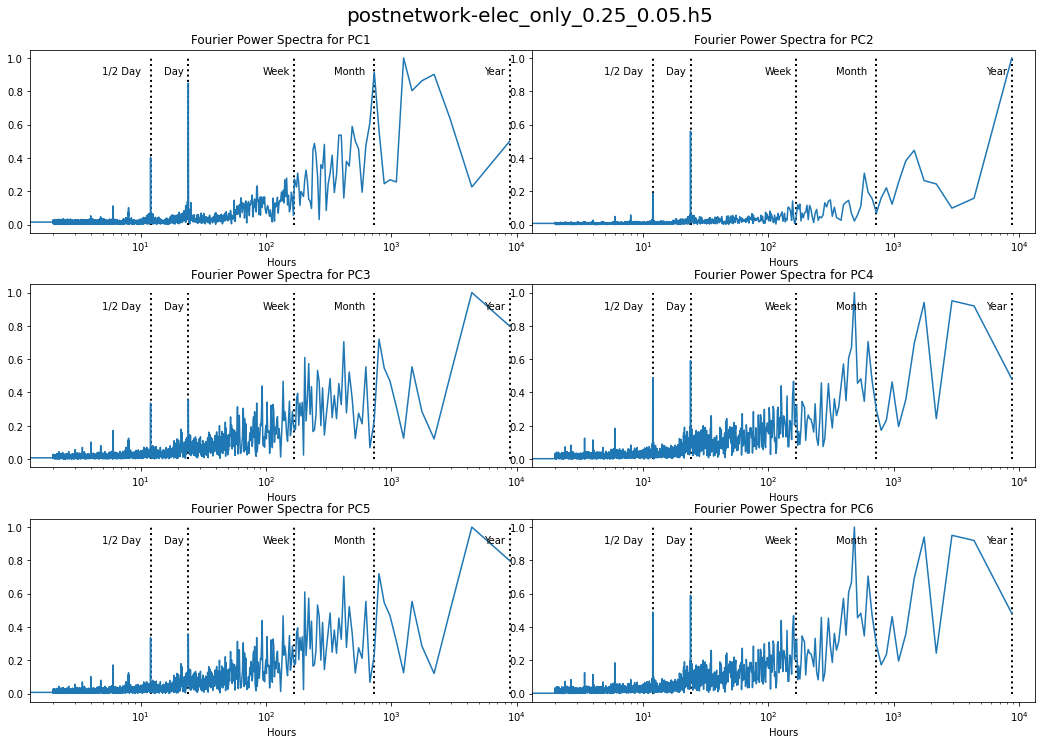 postnetwork-elec_only_0.25_0.05.h5
Fourier Power Spectra for PC1
Fourier Power Spectra for PC2
1.0
0.8
0.6
0.4
0.2
0.0
1/2 Day
Day
Week
Month
Year
10¹
10²
10³
10⁴
Hours
1.0
0.8
0.6
0.4
0.2
0.0
1/2 Day
Day
Week
Month
Year
10¹
10²
10³
10⁴
Hours
Fourier Power Spectra for PC3
Fourier Power Spectra for PC4
1.0
0.8
0.6
0.4
0.2
0.0
1/2 Day
Day
Week
Month
Year
10¹
10²
10³
10⁴
Hours
1.0
0.8
0.6
0.4
0.2
0.0
1/2 Day
Day
Week
Month
Year
10¹
10²
10³
10⁴
Hours
Fourier Power Spectra for PC5
Fourier Power Spectra for PC6
1.0
0.8
0.6
0.4
0.2
0.0
1/2 Day
Day
Week
Month
Year
10¹
10²
10³
10⁴
Hours
1.0
0.8
0.6
0.4
0.2
0.0
1/2 Day
Day
Week
Month
Year
10¹
10²
10³
10⁴
Hours